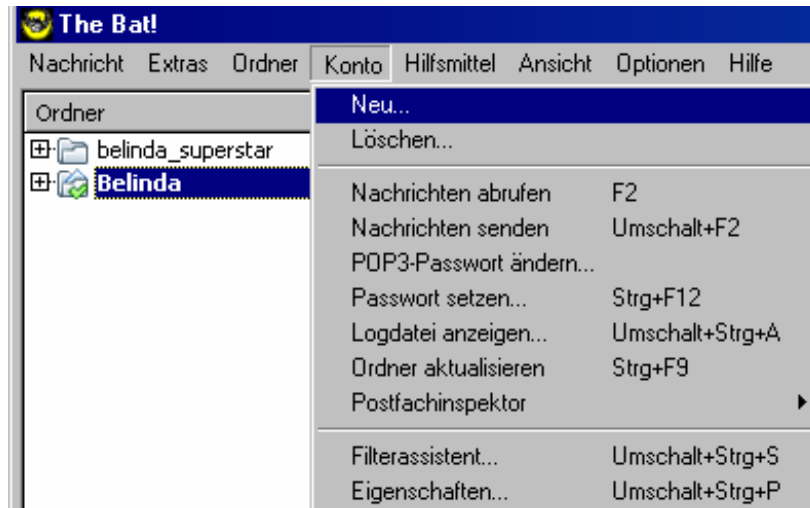 The Bat!
Nachricht Extras Ordner Konto Hilfsmittel Ansicht Optionen Hilfe
Ordner
belinda_superstar
Belinda
Neu...
Löschen...
Nachrichten abrufen F2
Nachrichten senden Umschalt+F2
POP3-Passwort ändern...
Passwort setzen... Strg+F12
Logdatei anzeigen... Umschalt+Strg+A
Ordner aktualisieren Strg+F9
Postfachinspektor
Filterassistent... Umschalt+Strg+S
Eigenschaften... Umschalt+Strg+P